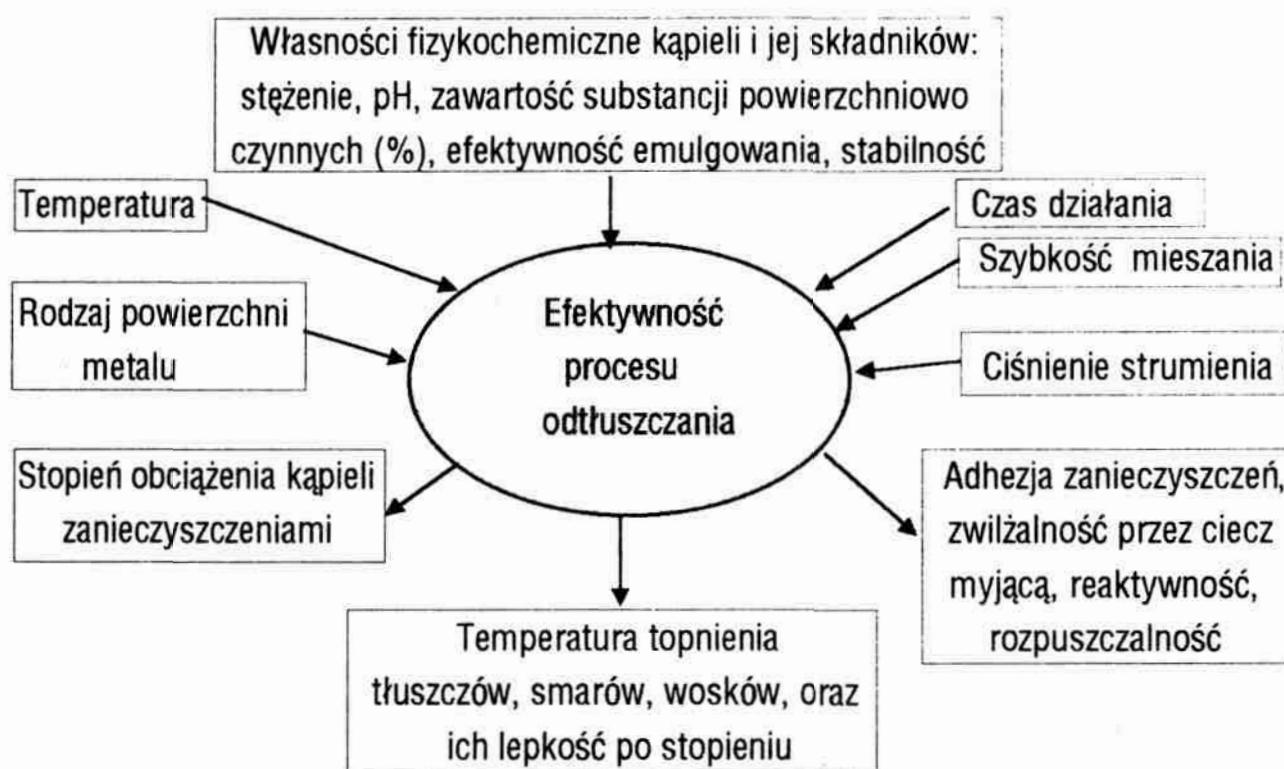 Własności fizykochemiczne kąpieli i jej składników:
stężenie, pH, zawartość substancji powierzchniowo
czynnych (%), efektywność emulgowania, stabilność
Temperatura
Czas działania
Szybkość mieszania
Rodzaj powierzchni
metalu
Efektywność
procesu
odtłuszczania
Ciśnienie strumienia
Stopień obciążenia kąpieli
zanieczyszczeniami
Adhezja zanieczyszczeń,
zwilżalność przez ciecz
myjącą, reaktywność,
rozpuszczalność
Temperatura topnienia
tłuszczów, smarów, wosków, oraz
ich lepkość po stopieniu